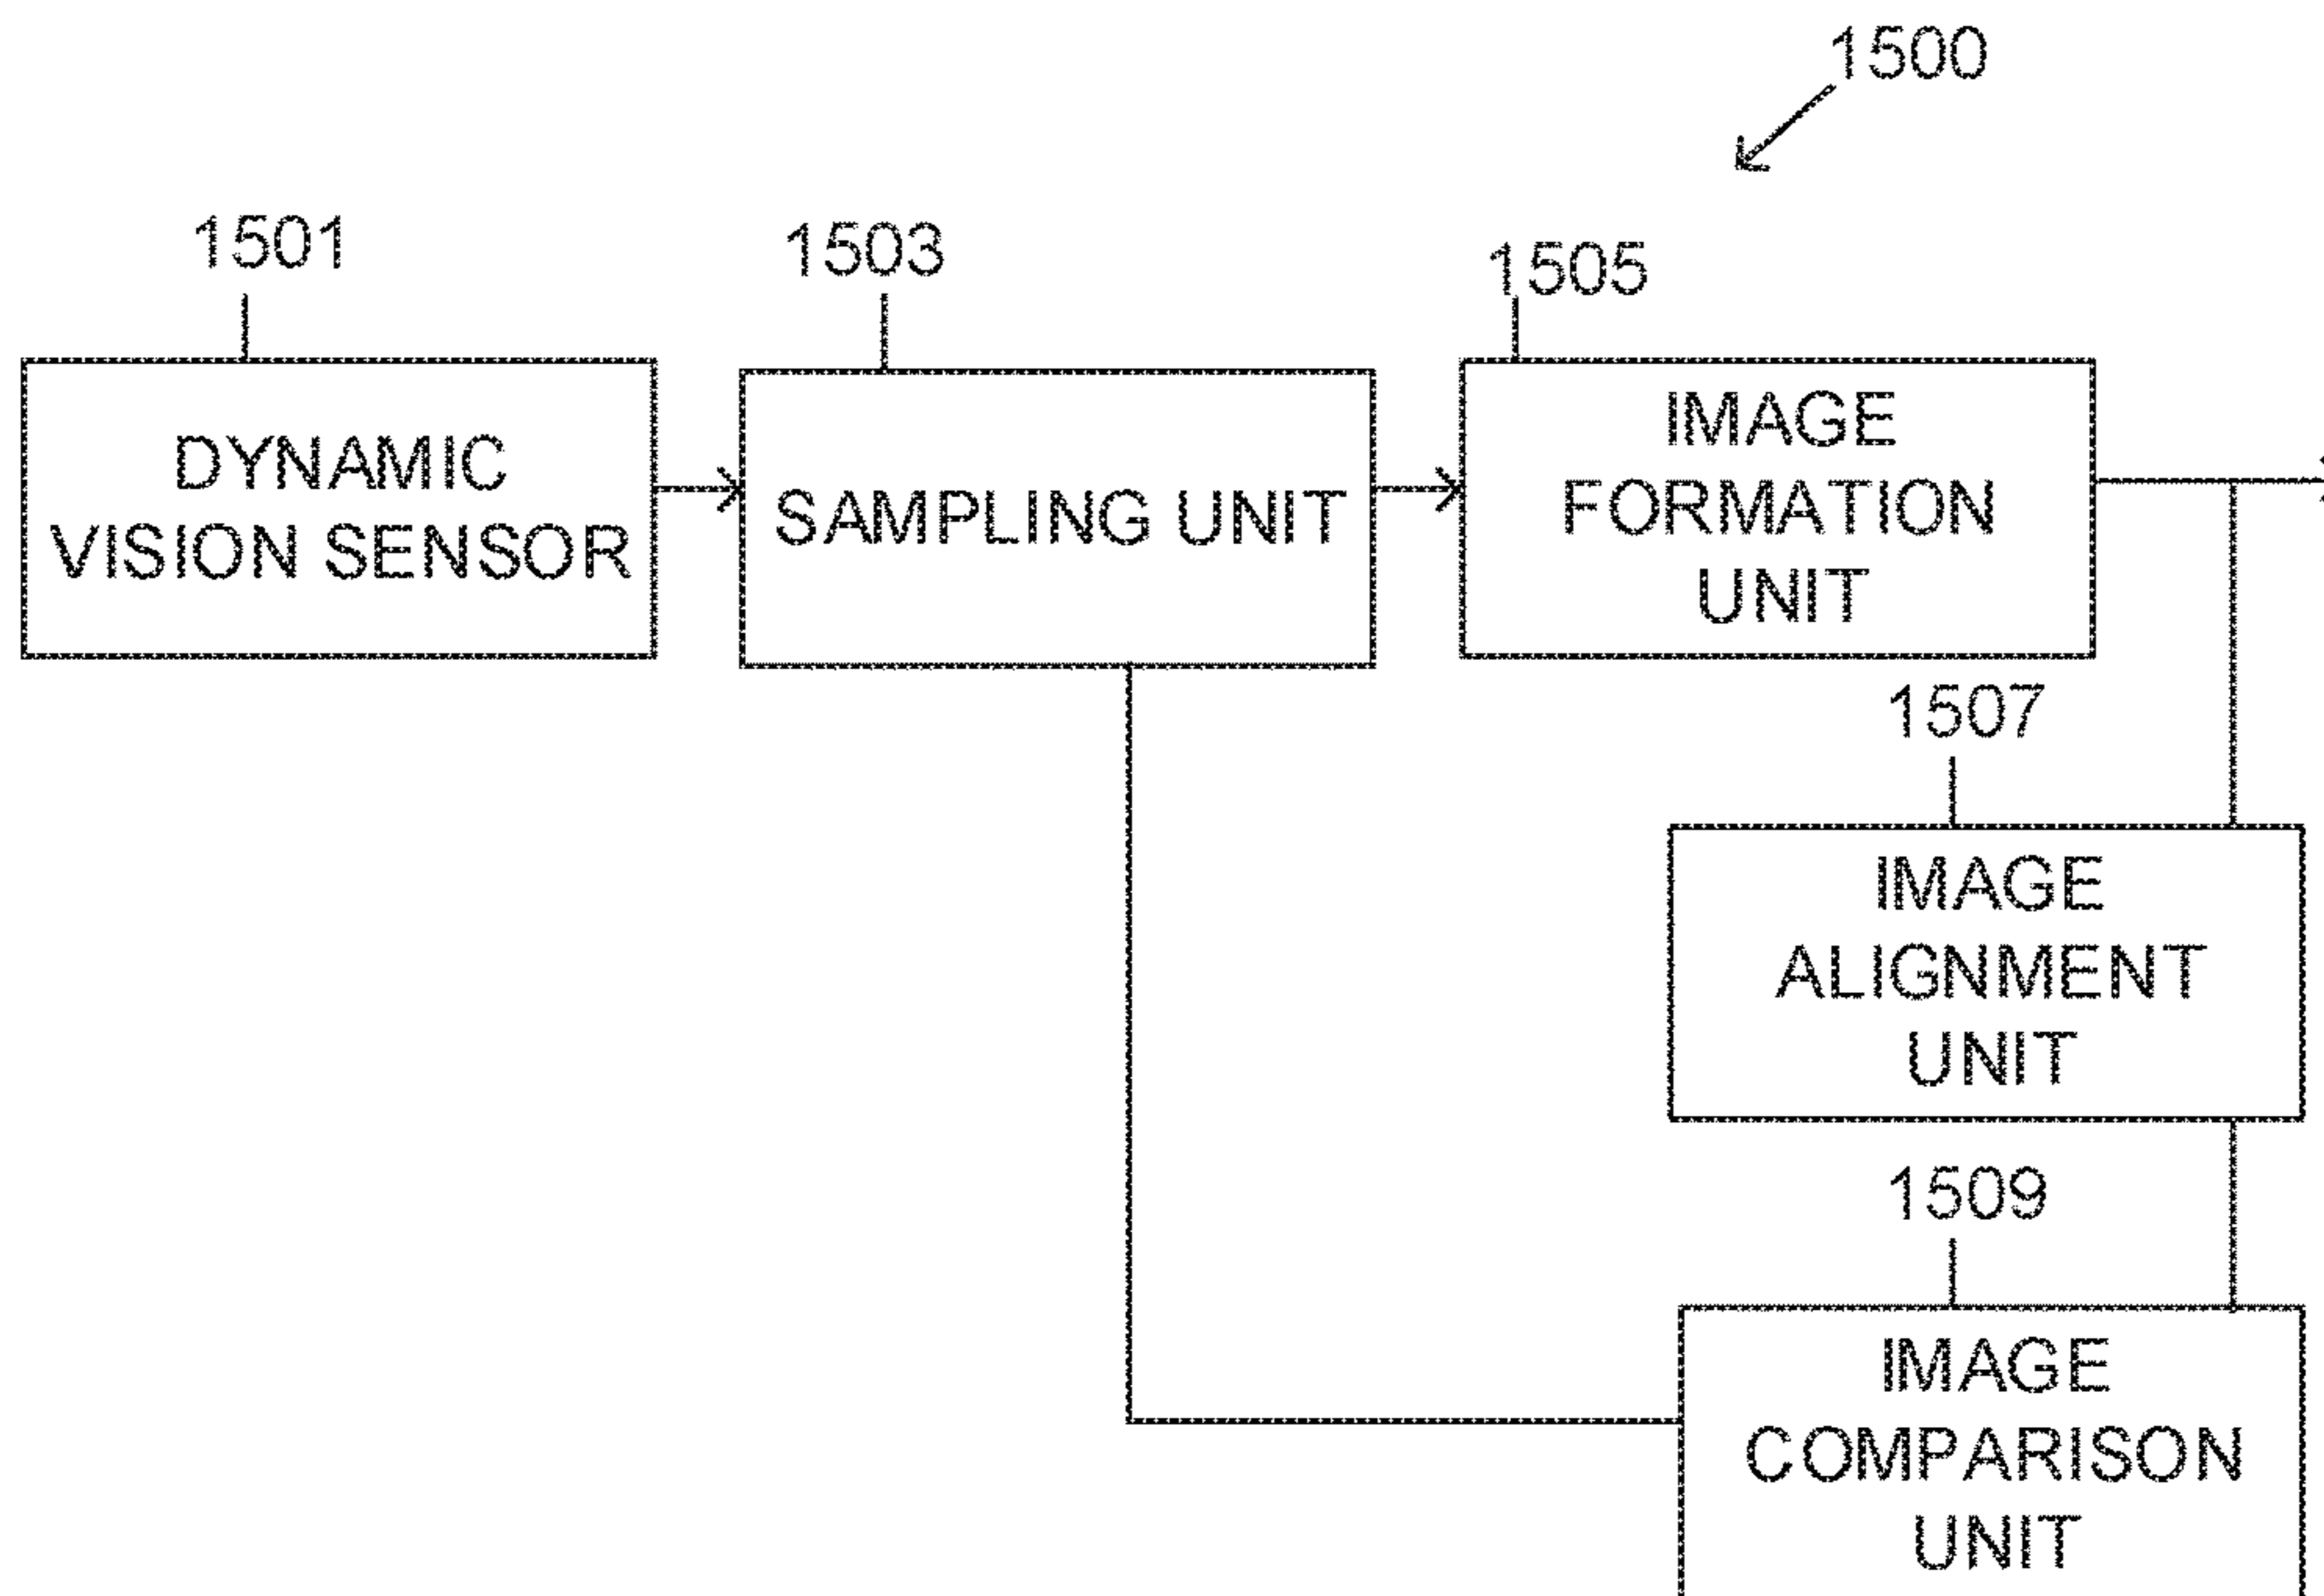 1500
1501
1503
1505
DYNAMIC
VISION SENSOR
SAMPLING UNIT
IMAGE
FORMATION
UNIT
1507
IMAGE
ALIGNMENT
UNIT
1509
IMAGE
COMPARISON
UNIT